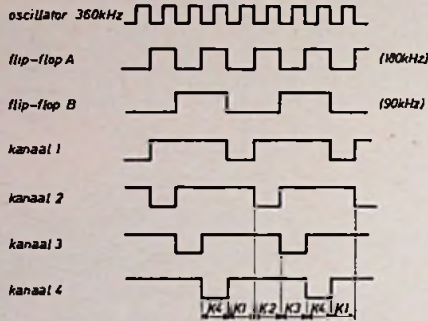 oscillator 360kHz
flip-flop A (180kHz)
flip-flop B (90kHz)
kanaal 1
kanaal 2
kanaal 3
kanaal 4
K4 K1 K2 K3 K4 K1